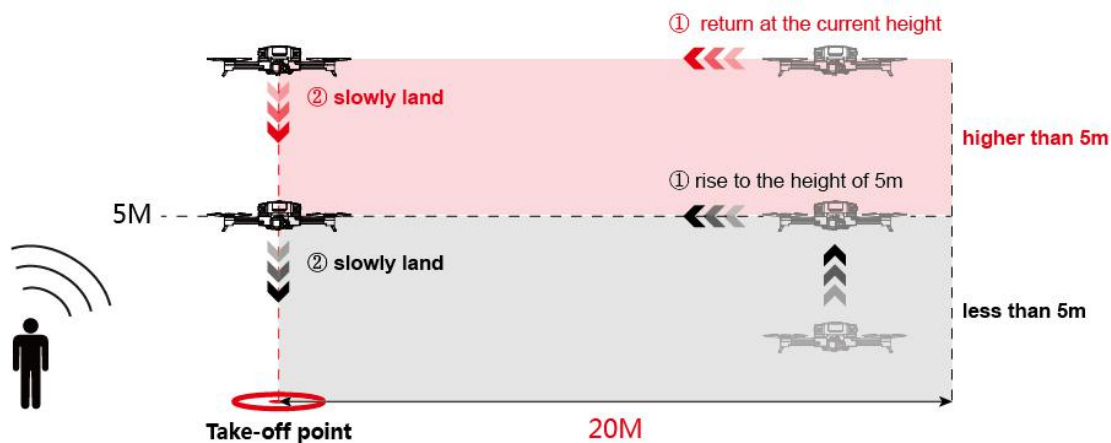 ① return at the current height
② slowly land
higher than 5m
① rise to the height of 5m
5M
② slowly land
less than 5m
Take-off point
20M